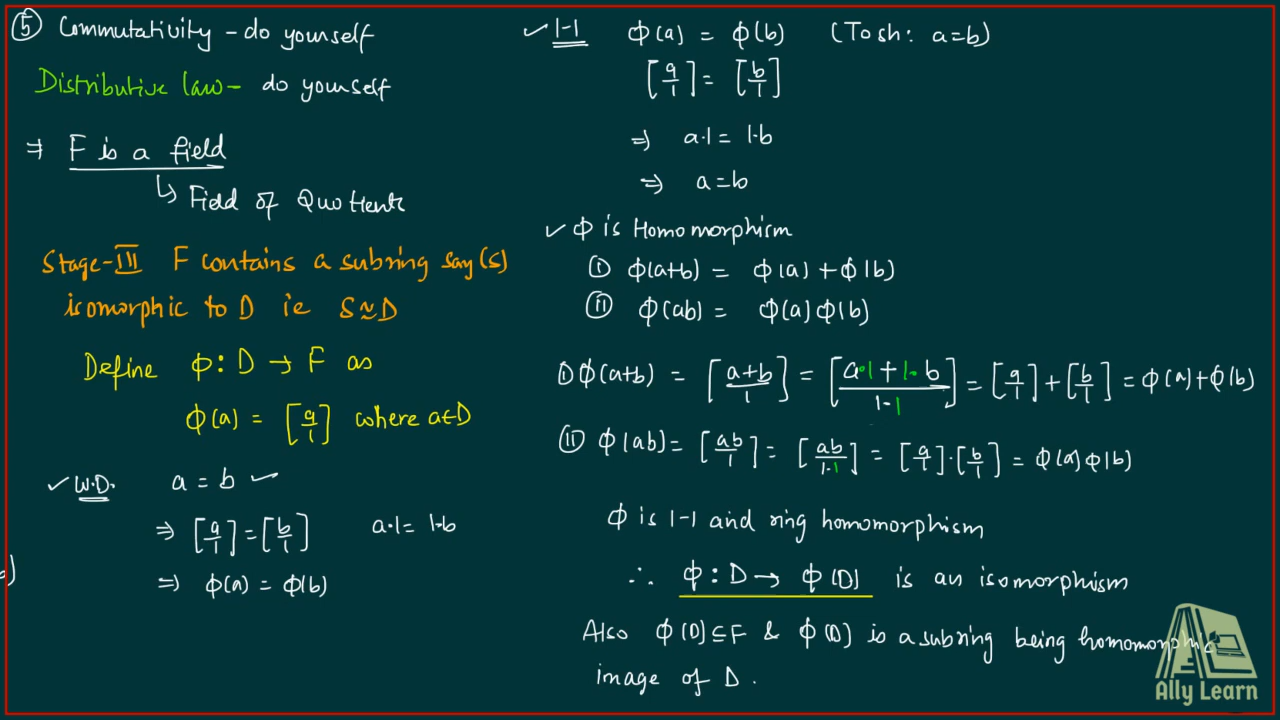 ⑤ Commutativity - do yourself
Distributive law - do yourself
⇒ F is a field
↳ Field of Quotients
Stage-III F contains a subring say (S)
isomorphic to D ie S≈D
Define ϕ : D → F as
ϕ(a) = [a/1] where a∈D
✓ W.D. a = b ✓
⇒ [a/1] = [b/1] a·1 = 1·b
⇒ ϕ(a) = ϕ(b)
✓ 1-1 ϕ(a) = ϕ(b) (To sh: a=b)
[a/1] = [b/1]
⇒ a·1 = 1·b
⇒ a=b
✓ ϕ is Homomorphism
ⓘ ϕ(a+b) = ϕ(a) + ϕ(b)
ⓘⓘ ϕ(ab) = ϕ(a) ϕ(b)
ⓘ ϕ(a+b) = [a+b/1] = [a·1 + 1·b/1·1] = [a/1] + [b/1] = ϕ(a) + ϕ(b)
ⓘⓘ ϕ(ab) = [ab/1] = [ab/1·1] = [a/1]·[b/1] = ϕ(a) ϕ(b)
ϕ is 1-1 and ring homomorphism
∴ ϕ : D → ϕ(D) is an isomorphism
Also ϕ(D) ⊆ F & ϕ(D) is a subring being homomorphic
image of D.
Ally Learn